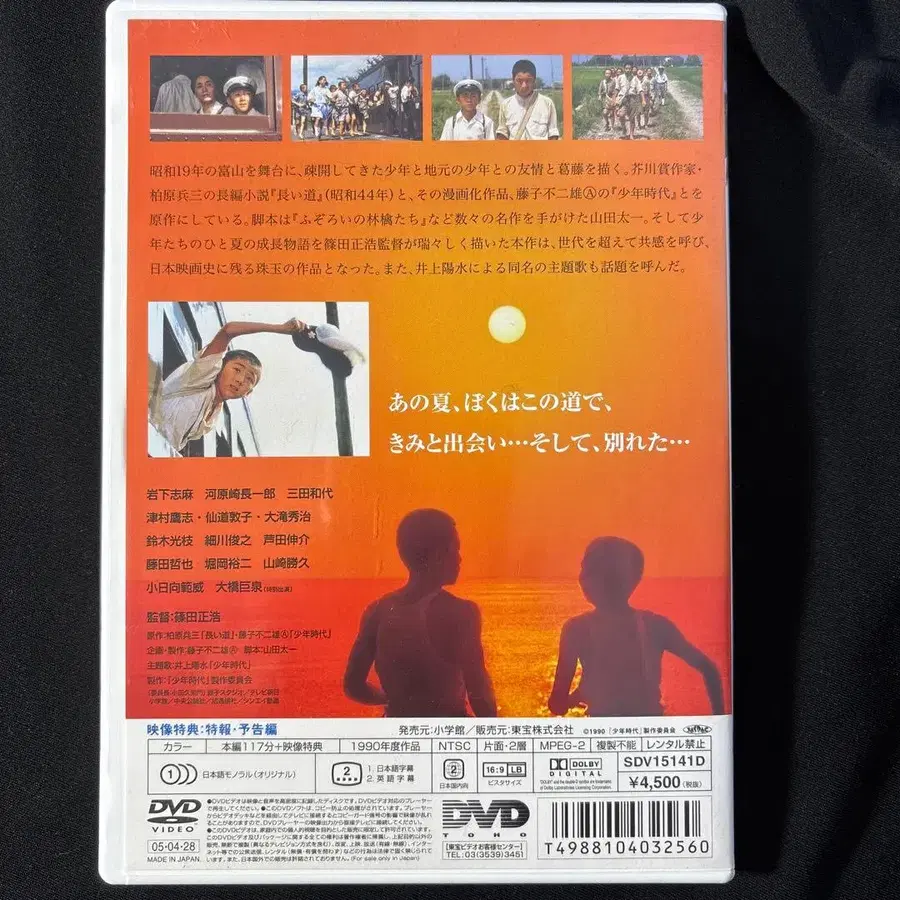 昭和19年の富山を舞台に、疎開してきた少年と地元の少年との友情と葛藤を描く。芥川賞作家・
柏原兵三の長編小説『長い道』(昭和44年)と、その漫画化作品、藤子不二雄Ⓐの『少年時代』とを
原作にしている。脚本は『ふぞろいの林檎たち』など数々の名作を手がけた山田太一。そして少
年たちのひと夏の成長物語を篠田正浩監督が瑞々しく描いた本作は、世代を超えて共感を呼び、
日本映画史に残る珠玉の作品となった。また、井上陽水による同名の主題歌も話題を呼んだ。
あの夏、ぼくはこの道で、
きみと出会い…そして、別れた…
岩下志麻 河原崎長一郎 三田和代
津村鷹志・仙道敦子・大滝秀治
鈴木光枝 細川俊之 芦田伸介
藤田哲也 堀岡裕二 山崎勝久
小日向範威 大橋巨泉(特別出演)
監督:篠田正浩
原作:柏原兵三「長い道」・藤子不二雄Ⓐ「少年時代」
企画・製作:藤子不二雄Ⓐ 脚本:山田太一
主題歌:井上陽水「少年時代」
製作:「少年時代」製作委員会
映像特典:特報・予告編
発売元:小学館/販売元:東宝株式会社
©1990「少年時代」製作委員会
カラー 本編117分+映像特典 1990年度作品 NTSC 片面・2層 MPEG-2 複製不能 レンタル禁止
1 日本語モノラル(オリジナル)
2 1. 日本語字幕
2. 英語字幕
2 日本国内向
16:9 LB
ビスタサイズ
DOLBY
DIGITAL
SDV15141D
¥4,500(税抜)
DVD
VIDEO
05・04・28
MADE IN JAPAN.
(For sale only in Japan)
DVD
TOHO
東宝ビデオお客様センター
TEL:03(3539)3451
T4988104032560